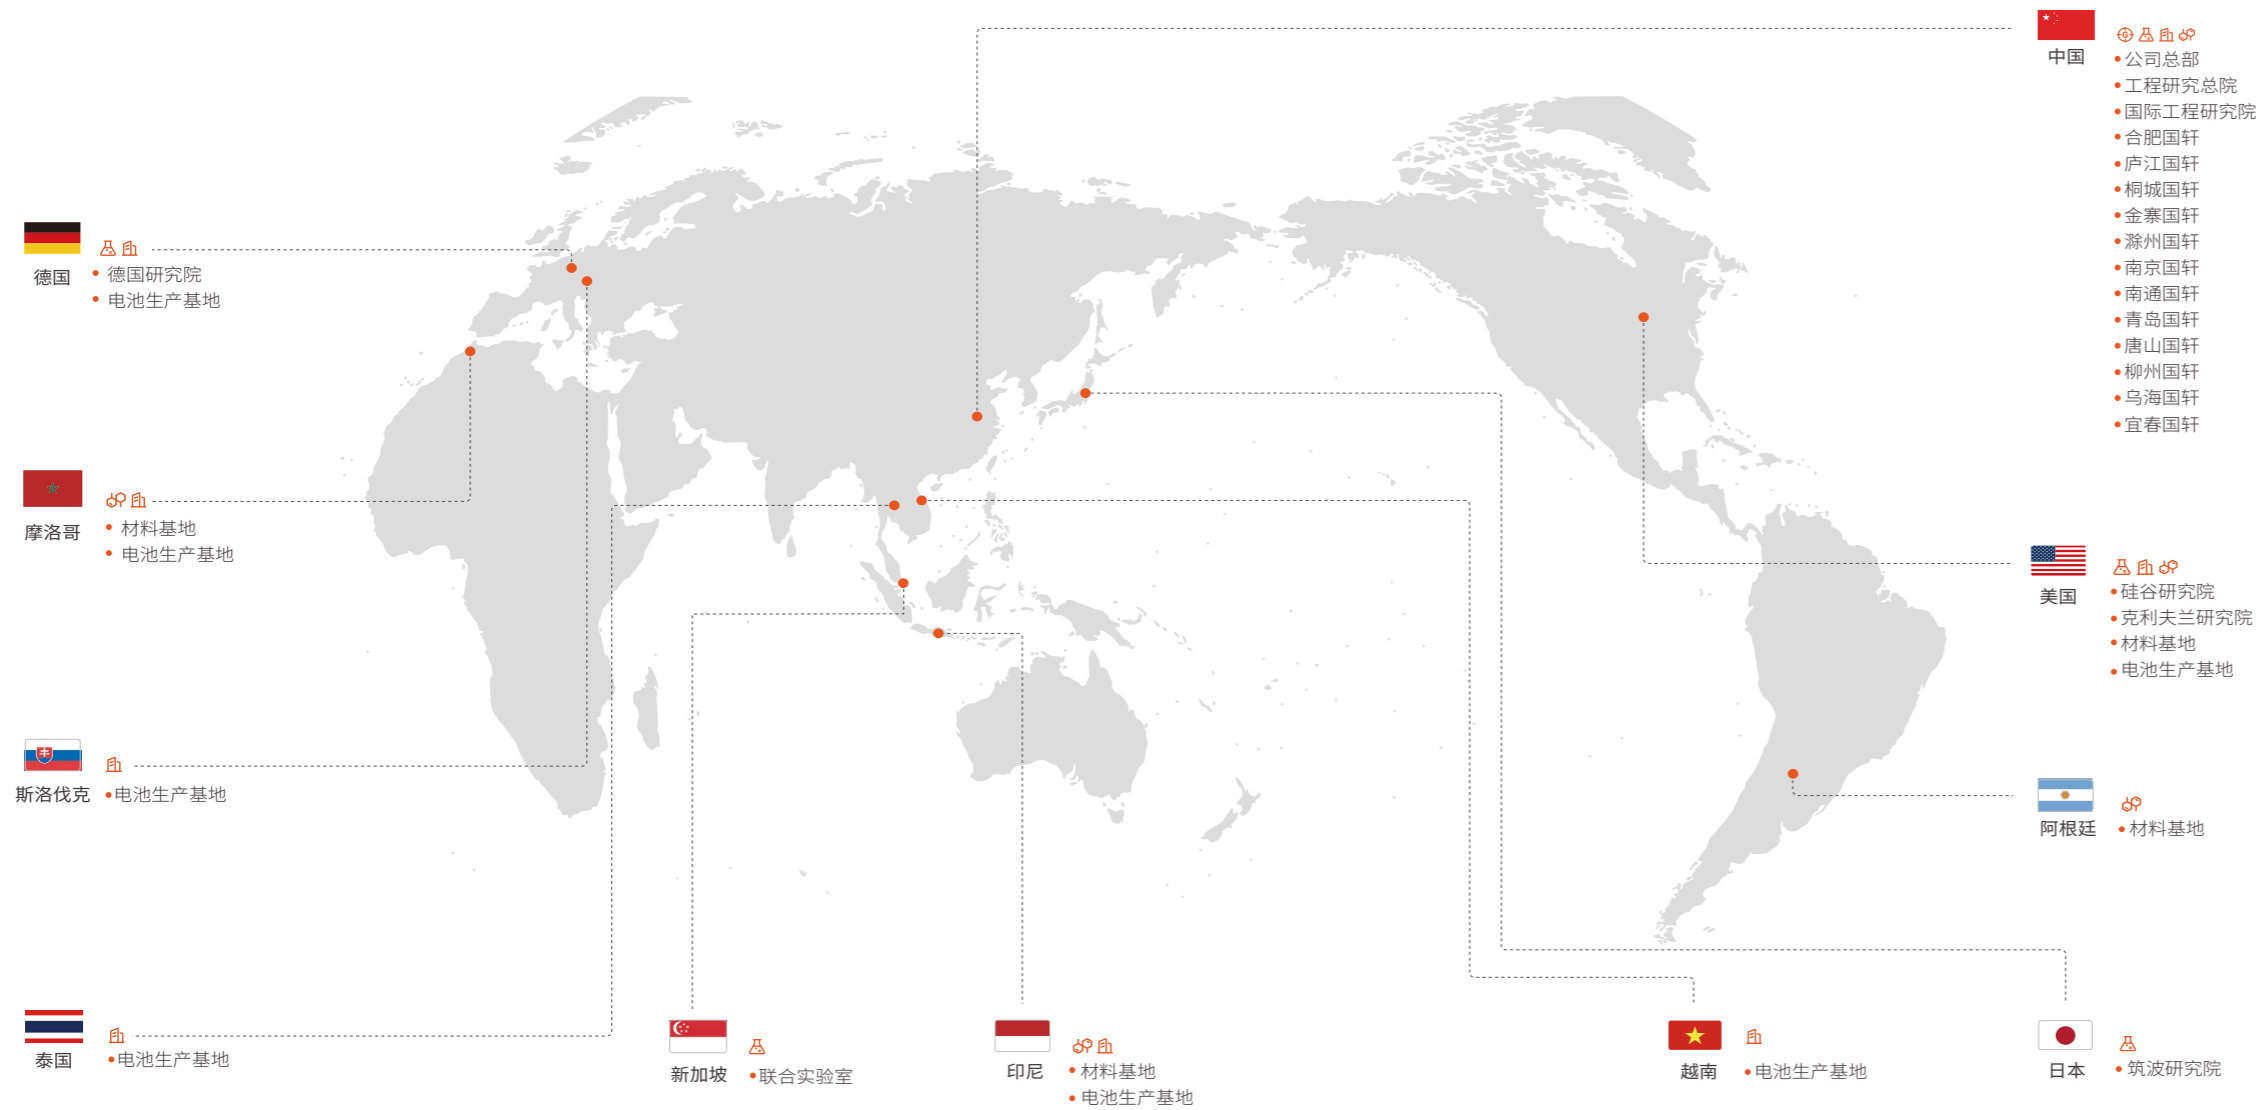 中国
公司总部
工程研究总院
国际工程研究院
合肥国轩
庐江国轩
桐城国轩
金寨国轩
滁州国轩
南京国轩
南通国轩
青岛国轩
唐山国轩
柳州国轩
乌海国轩
宜春国轩
德国
德国研究院
电池生产基地
摩洛哥
材料基地
电池生产基地
美国
硅谷研究院
克利夫兰研究院
材料基地
电池生产基地
斯洛伐克
电池生产基地
阿根廷
材料基地
泰国
电池生产基地
新加坡
联合实验室
印尼
材料基地
电池生产基地
越南
电池生产基地
日本
筑波研究院